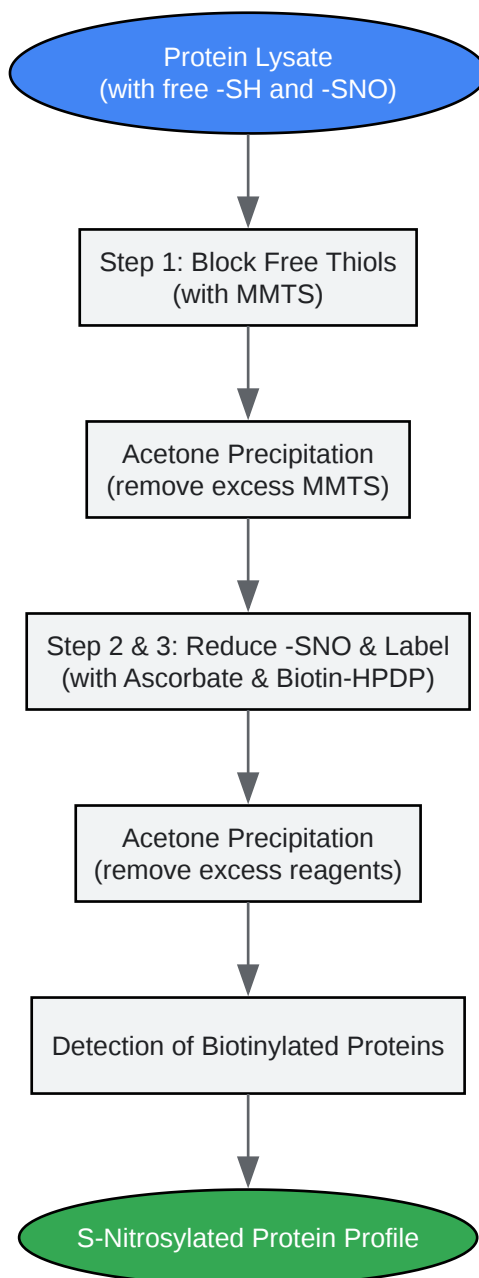 Protein Lysate
(with free -SH and -SNO)
Step 1: Block Free Thiols
(with MMTS)
Acetone Precipitation
(remove excess MMTS)
Step 2 & 3: Reduce -SNO & Label
(with Ascorbate & Biotin-HPDP)
Acetone Precipitation
(remove excess reagents)
Detection of Biotinylated Proteins
S-Nitrosylated Protein Profile